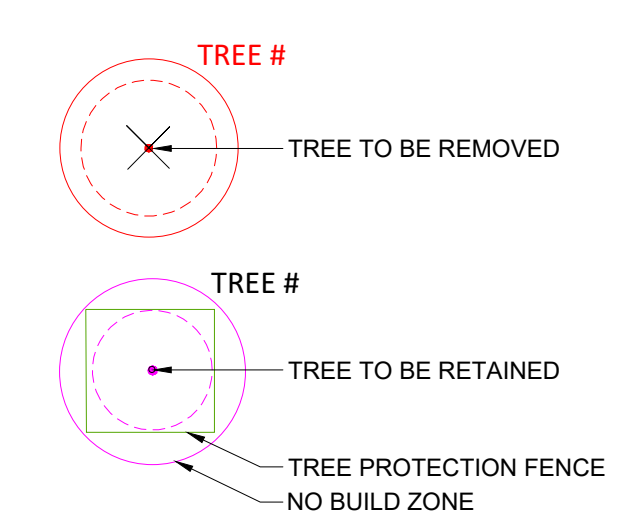 TREE #
TREE TO BE REMOVED
TREE #
TREE TO BE RETAINED
TREE PROTECTION FENCE
NO BUILD ZONE